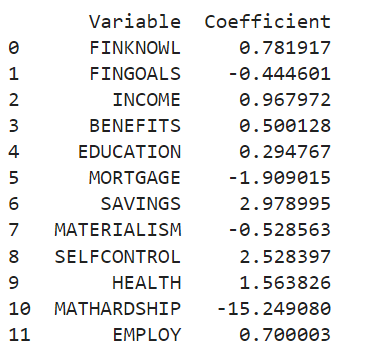 Variable Coefficient
0 FINKNOWL 0.781917
1 FINGOALS -0.444601
2 INCOME 0.967972
3 BENEFITS 0.500128
4 EDUCATION 0.294767
5 MORTGAGE -1.909015
6 SAVINGS 2.978995
7 MATERIALISM -0.528563
8 SELFCONTROL 2.528397
9 HEALTH 1.563826
10 MATHARDSHIP -15.249080
11 EMPLOY 0.700003